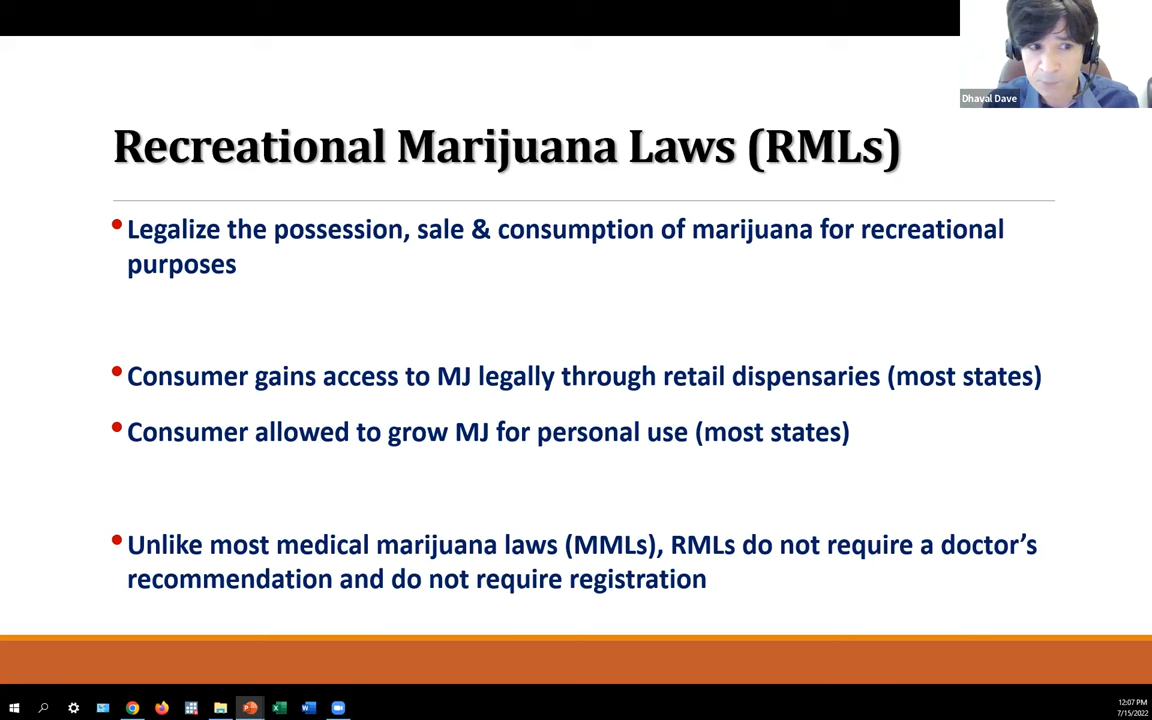 Dhaval Dave
Recreational Marijuana Laws (RMLs)
•Legalize the possession, sale & consumption of marijuana for recreational
purposes
•Consumer gains access to MJ legally through retail dispensaries (most states)
•Consumer allowed to grow MJ for personal use (most states)
•Unlike most medical marijuana laws (MMLs), RMLs do not require a doctor’s
recommendation and do not require registration
12:07 PM
7/15/2022